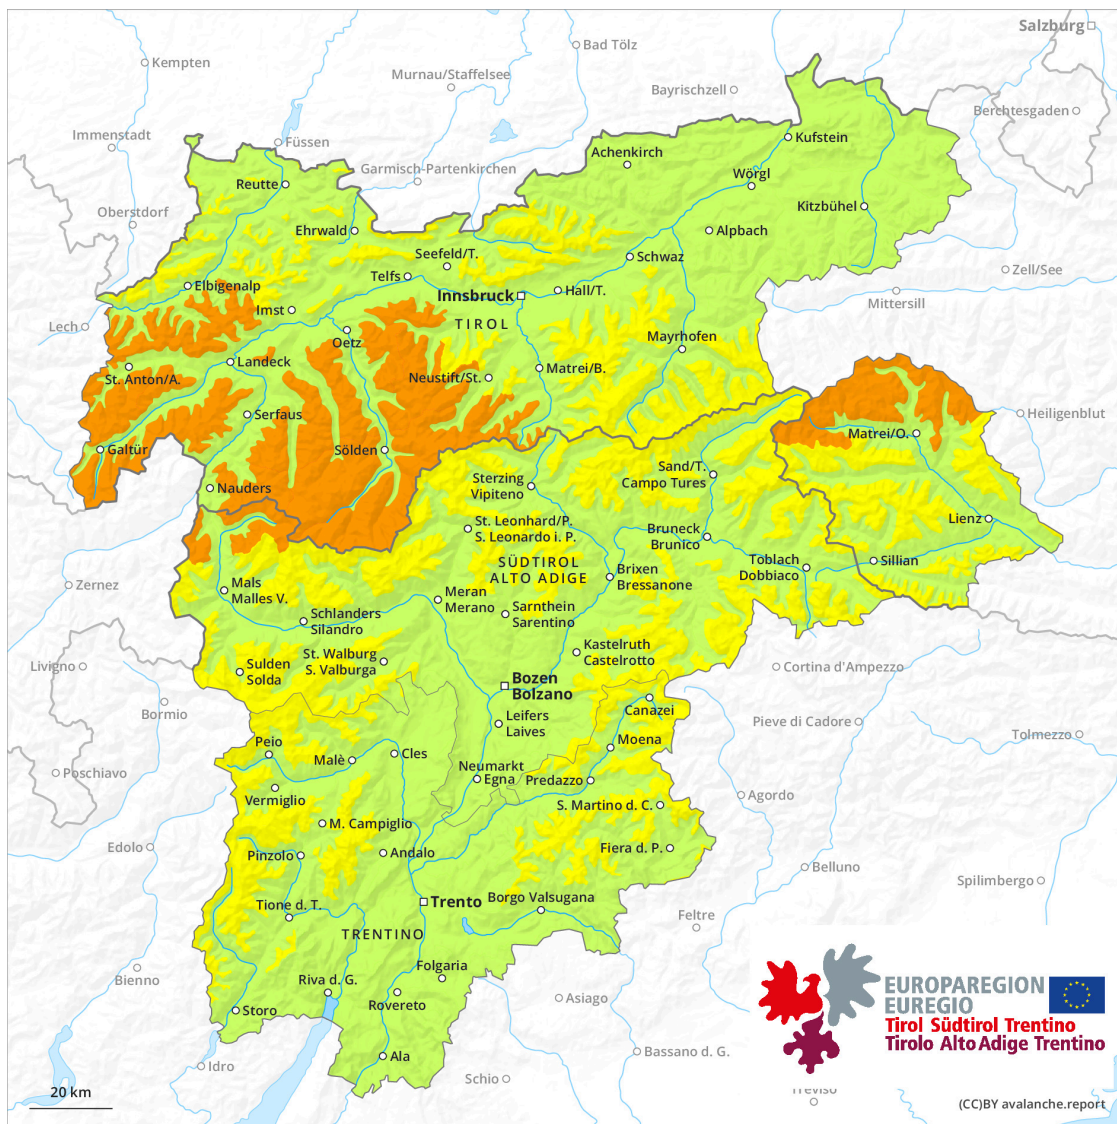 Salzburg
Bad Tölz
Kempten
Murnau/Staffelsee
Bayrischzell
Berchtesgaden
Immenstadt
Füssen
Kufstein
Achenkirch
Garmisch-Partenkirchen
Wörgl
Reutte
Oberstdorf
Kitzbühel
Ehrwald
Alpbach
Seefeld/T.
Schwaz
Zell/See
Telfs
Elbigenalp
Hall/T.
Innsbruck
Mittersill
Imst
TIROL
Lech
Oetz
Mayrhofen
Landeck
Matrei/B.
St. Anton/A.
Neustift/St.
Serfaus
Heiligenblut
Matrei/O.
Galtür
Sölden
Sand/T.
Campo Tures
Sterzing
Vipiteno
Nauders
Lienz
St. Leonhard/P.
S. Leonardo i. P.
Bruneck
Brunico
SÜDTIROL
ALTO ADIGE
Toblach
Dobbiaco
Sillian
Brixen
Bressanone
Zernez
Mals
Malles V.
Meran
Merano
Sarnthein
Sarentino
Schlanders
Silandro
Kastelruth
Castelrotto
St. Walburg
S. Valburga
Livigno
Sulden
Solda
Cortina d'Ampezzo
Bozen
Bolzano
Bormio
Canazei
Leifers
Laives
Pieve di Cadore
Tolmezzo
Moena
Peio
Cles
Malè
Neumarkt
Egna
Predazzo
Poschiavo
Vermiglio
Agordo
S. Martino d. C.
M. Campiglio
Edolo
Fiera d. P.
Pinzolo
Andalo
Belluno
Spilimbergo
Borgo Valsugana
Trento
Tione d. T.
Feltre
TRENTINO
Folgaria
Bienno
Riva d. G.
Rovereto
Asiago
Storo
EUROPAREGION
EUREGIO
Tirol Südtirol Trentino
Tirolo Alto Adige Trentino
Ala
Bassano d. G.
Idro
Schio
Treviso
20 km
(CC)BY avalanche.report